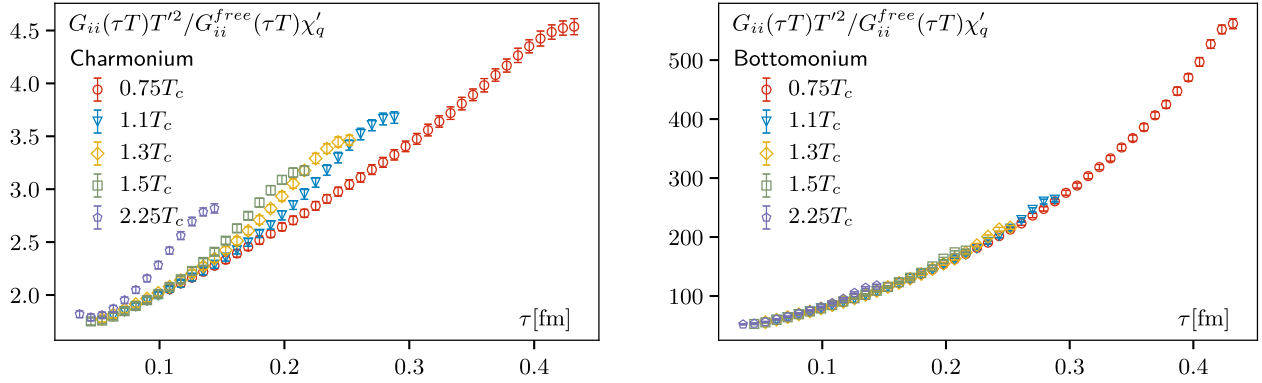 G_{ii}(τT)T'^2/G_{ii}^{free}(τT)χ'_q
Charmonium
0.75T_c
1.1T_c
1.3T_c
1.5T_c
2.25T_c
4.5
4.0
3.5
3.0
2.5
2.0
τ[fm]
0.1 0.2 0.3 0.4
G_{ii}(τT)T'^2/G_{ii}^{free}(τT)χ'_q
Bottomonium
0.75T_c
1.1T_c
1.3T_c
1.5T_c
2.25T_c
500
400
300
200
100
τ[fm]
0.1 0.2 0.3 0.4